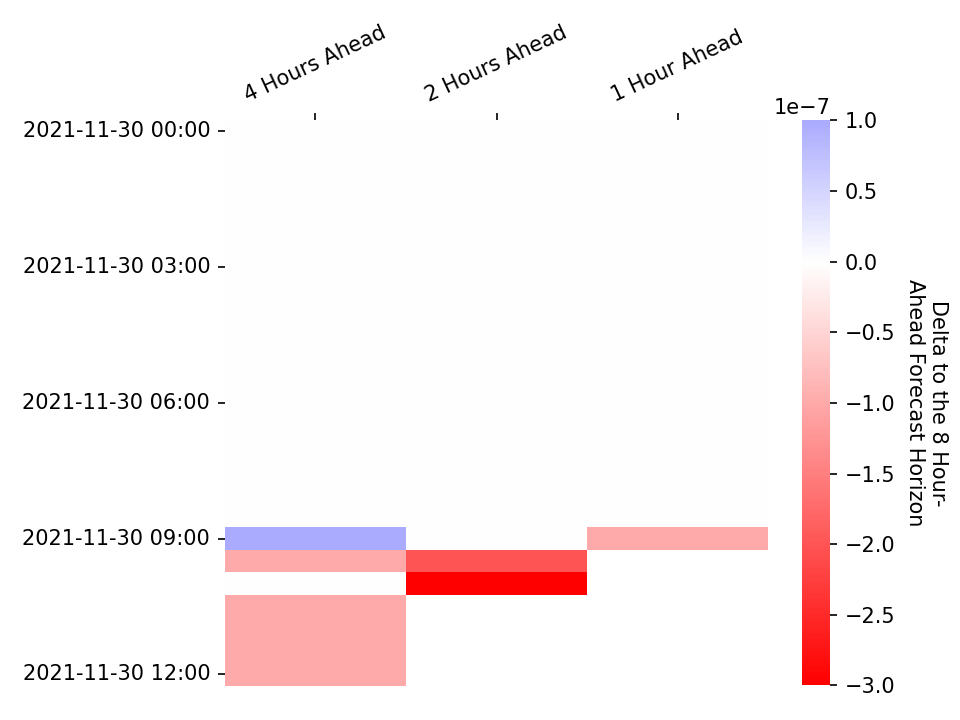 4 Hours Ahead
2 Hours Ahead
1 Hour Ahead
2021-11-30 00:00
2021-11-30 03:00
2021-11-30 06:00
2021-11-30 09:00
2021-11-30 12:00
1e−7
1.0
0.5
0.0
−0.5
−1.0
−1.5
−2.0
−2.5
−3.0
Delta to the 8 Hour-
Ahead Forecast Horizon